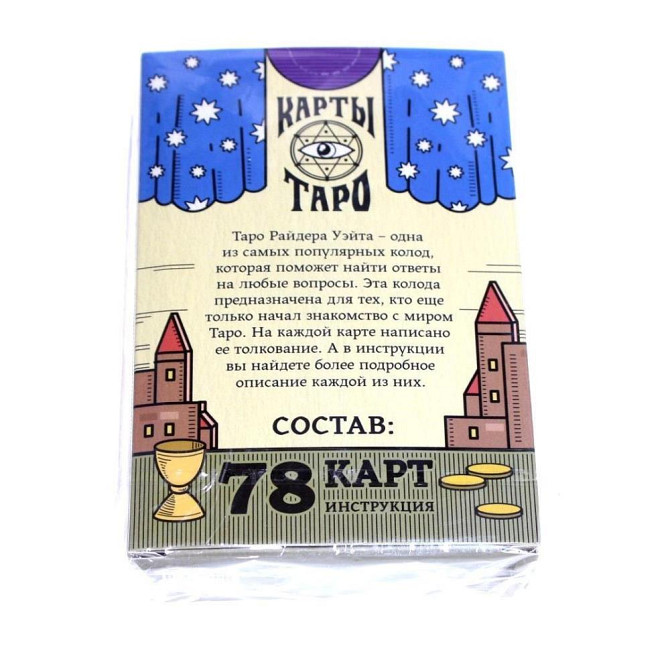 КАРТЫ
ТАРО
Таро Райдера Уэйта – одна
из самых популярных колод,
которая поможет найти ответы
на любые вопросы. Эта колода
предназначена для тех, кто еще
только начал знакомство с миром
Таро. На каждой карте написано
ее толкование. А в инструкции
вы найдете более подробное
описание каждой из них.
СОСТАВ:
78 КАРТ
ИНСТРУКЦИЯ